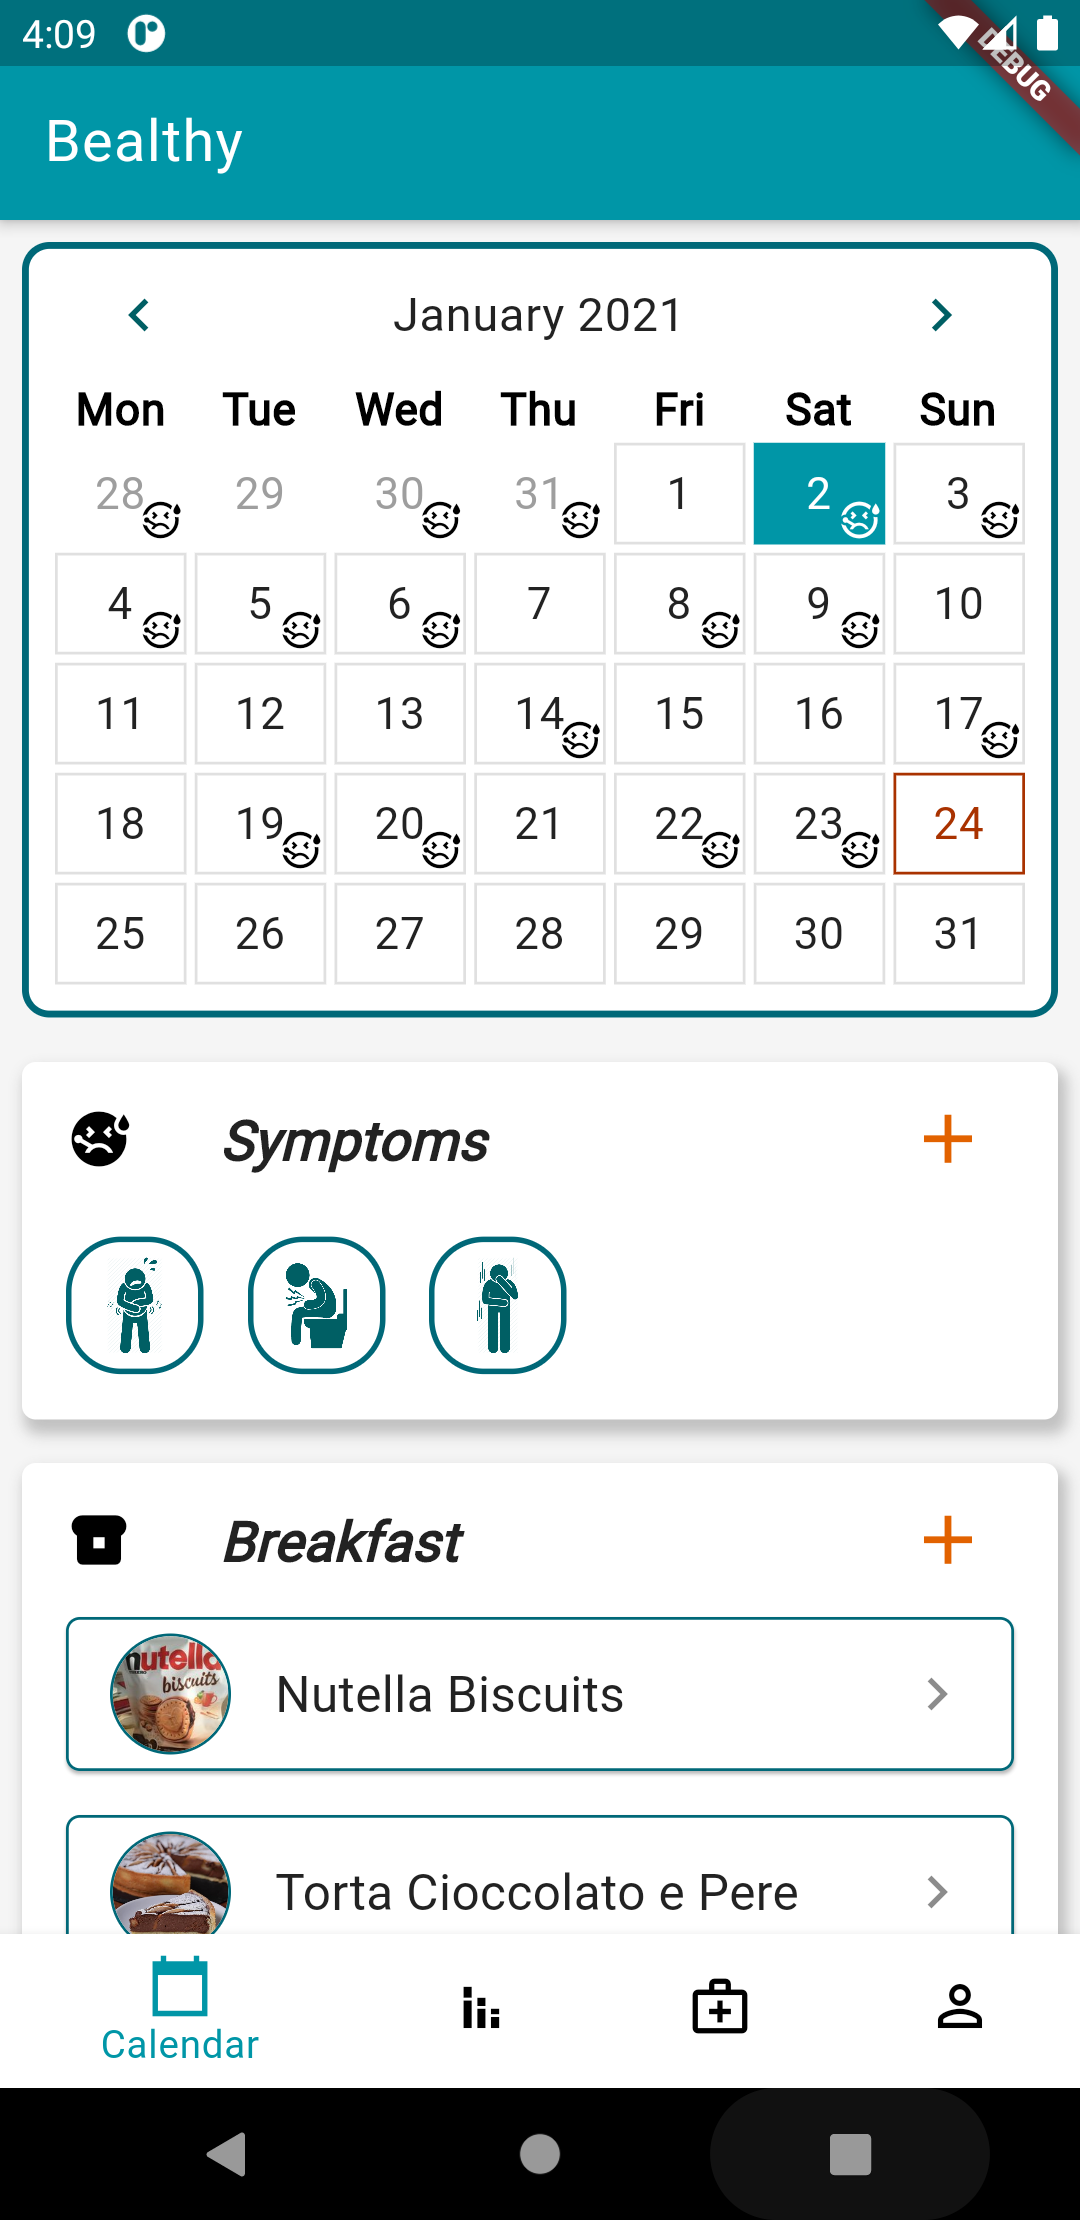 4:09
DEBUG
Bealthy
January 2021
Mon Tue Wed Thu Fri Sat Sun
28 29 30 31 1 2 3
4 5 6 7 8 9 10
11 12 13 14 15 16 17
18 19 20 21 22 23 24
25 26 27 28 29 30 31
Symptoms
Breakfast
nutella
biscuits
Nutella Biscuits
Torta Cioccolato e Pere
Calendar